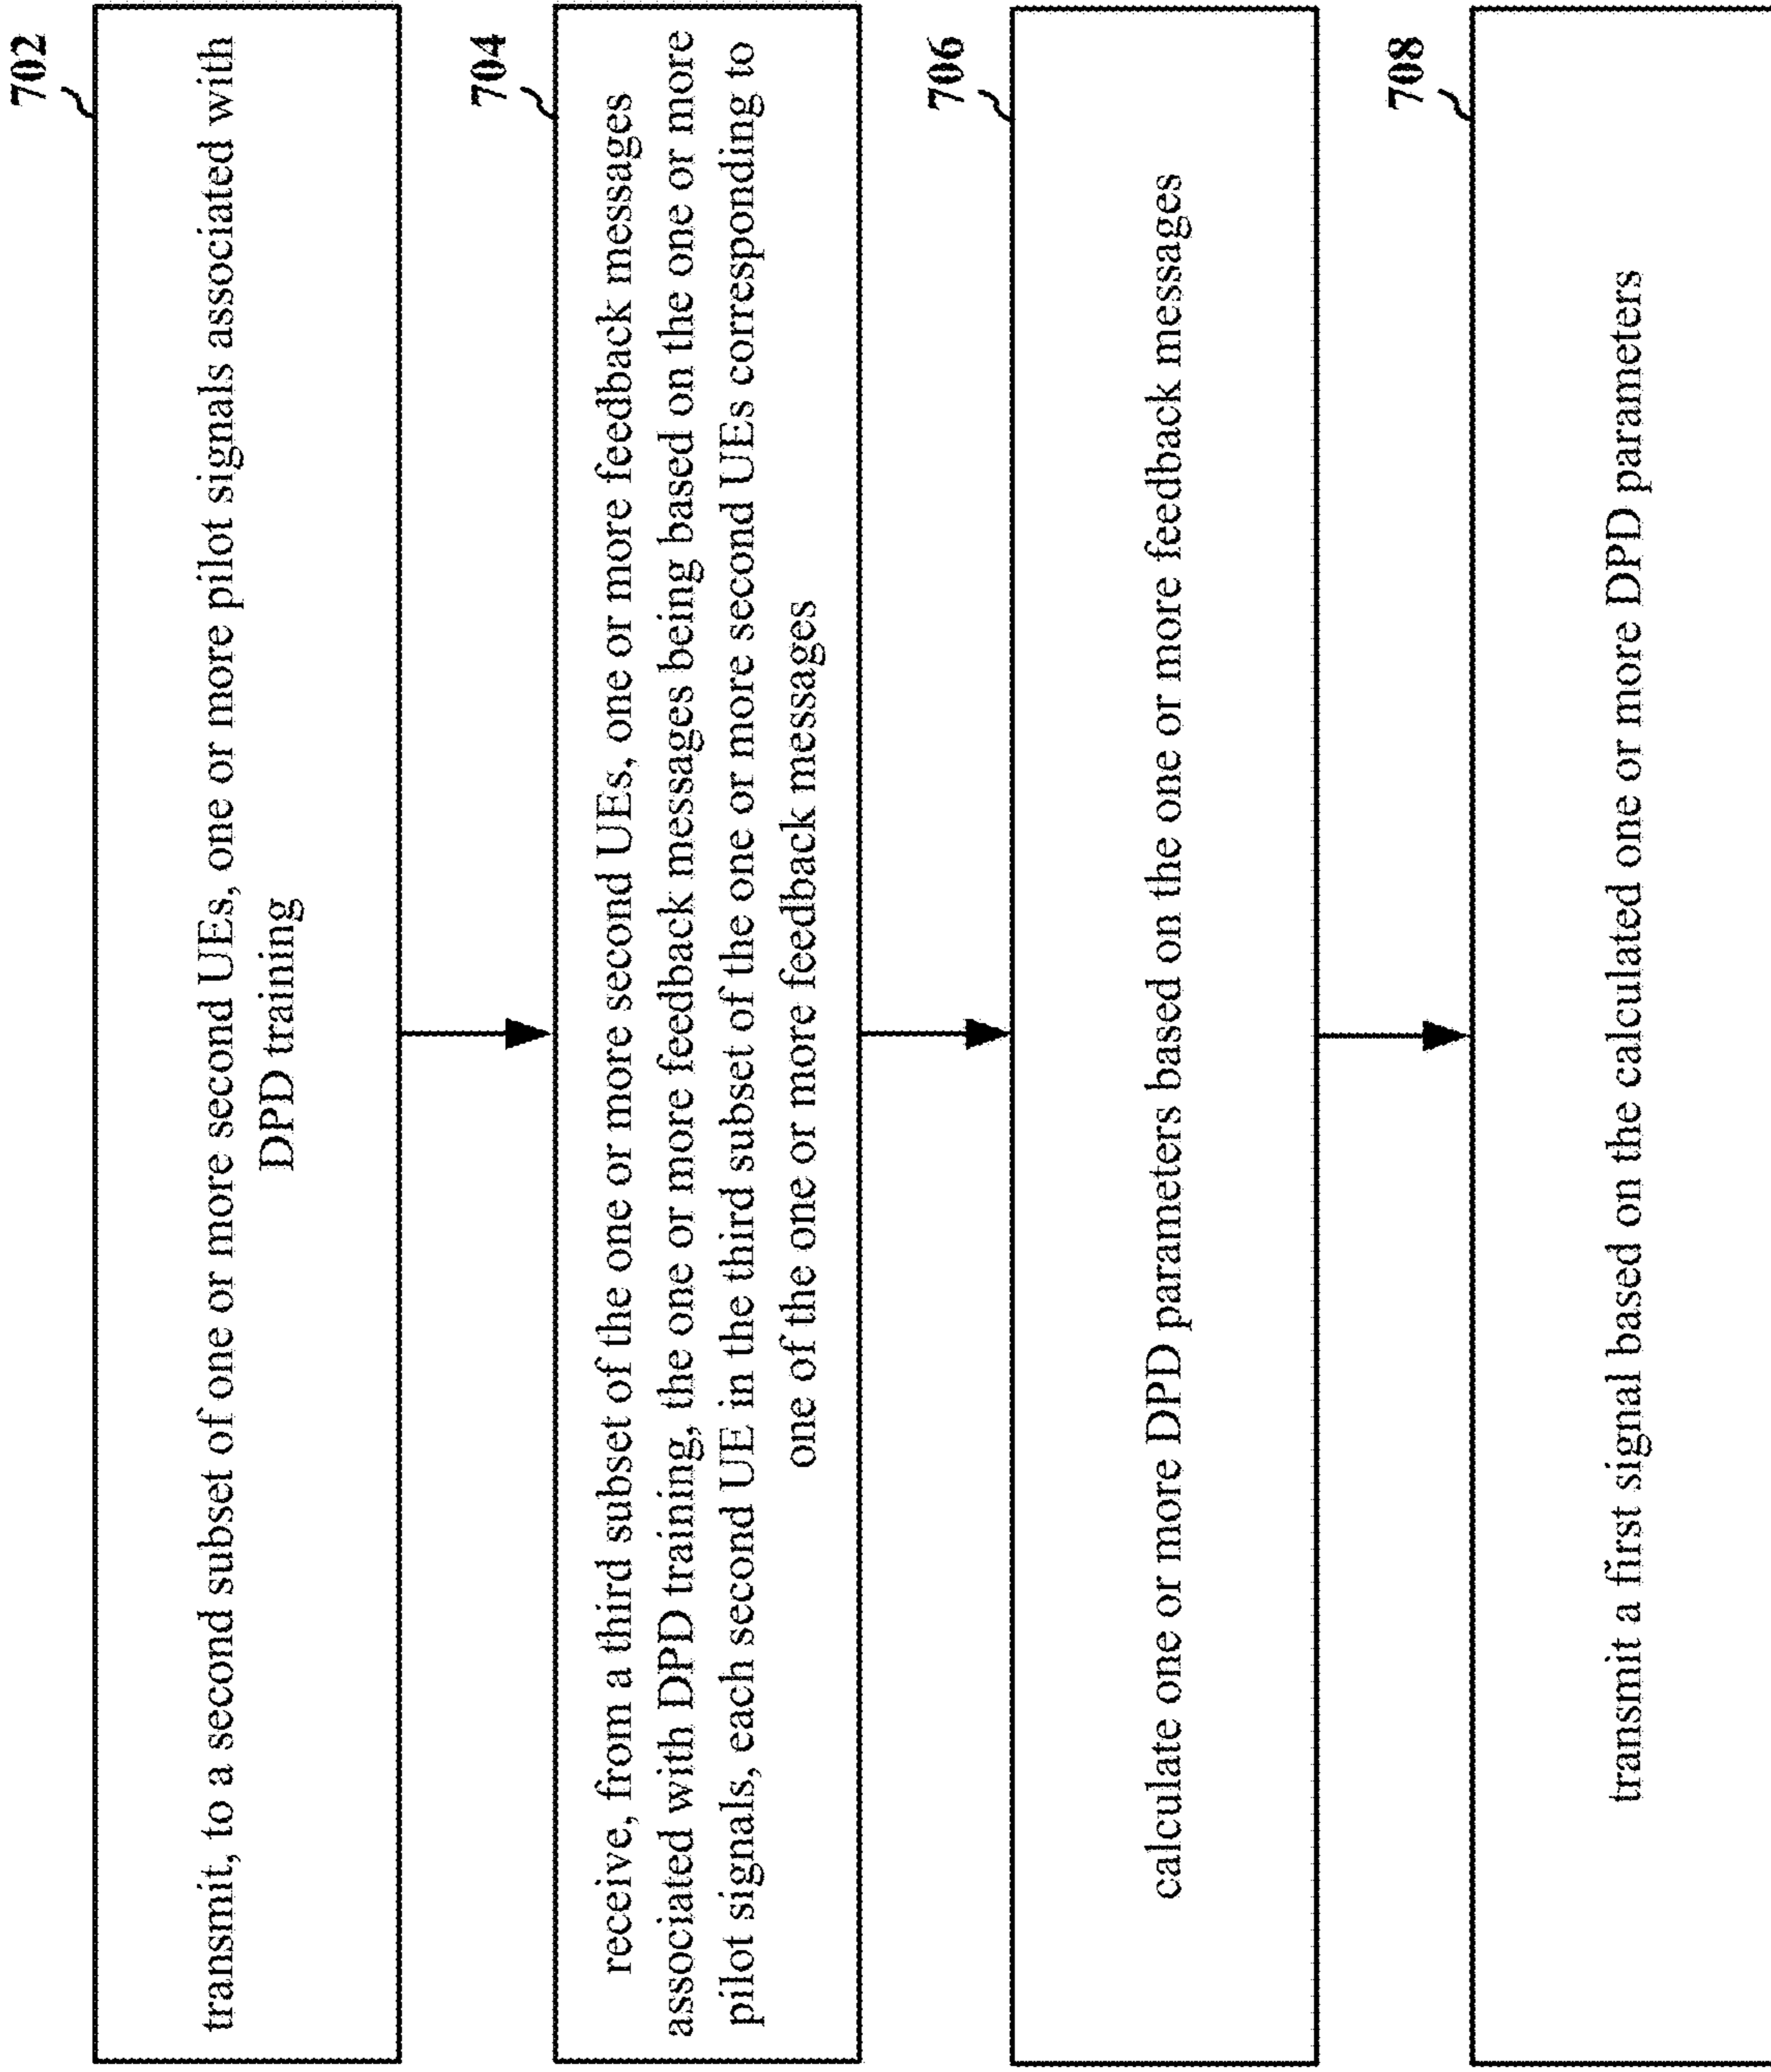 702
transmit, to a second subset of one or more second UEs, one or more pilot signals associated with
DPD training
704
receive, from a third subset of the one or more second UEs, one or more feedback messages
associated with DPD training, the one or more feedback messages being based on the one or more
pilot signals, each second UE in the third subset of the one or more second UEs corresponding to
one of the one or more feedback messages
706
calculate one or more DPD parameters based on the one or more feedback messages
708
transmit a first signal based on the calculated one or more DPD parameters